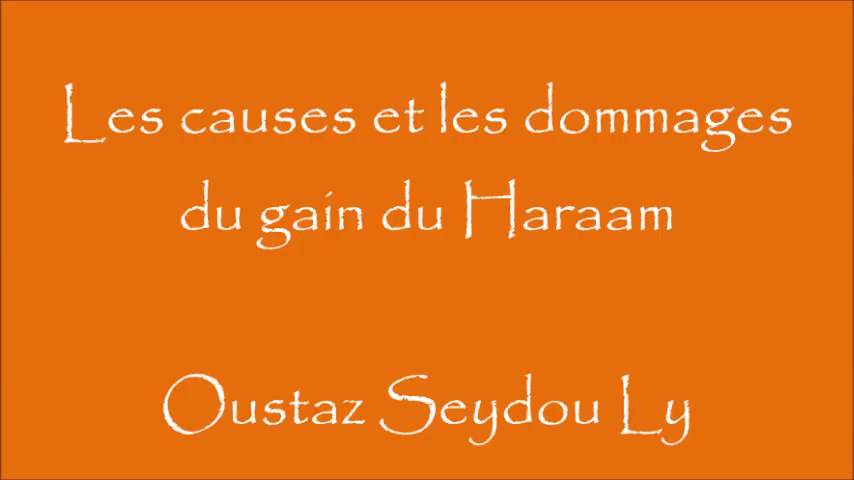 Les causes et les dommages
du gain du Haraam
Oustaz Seydou Ly